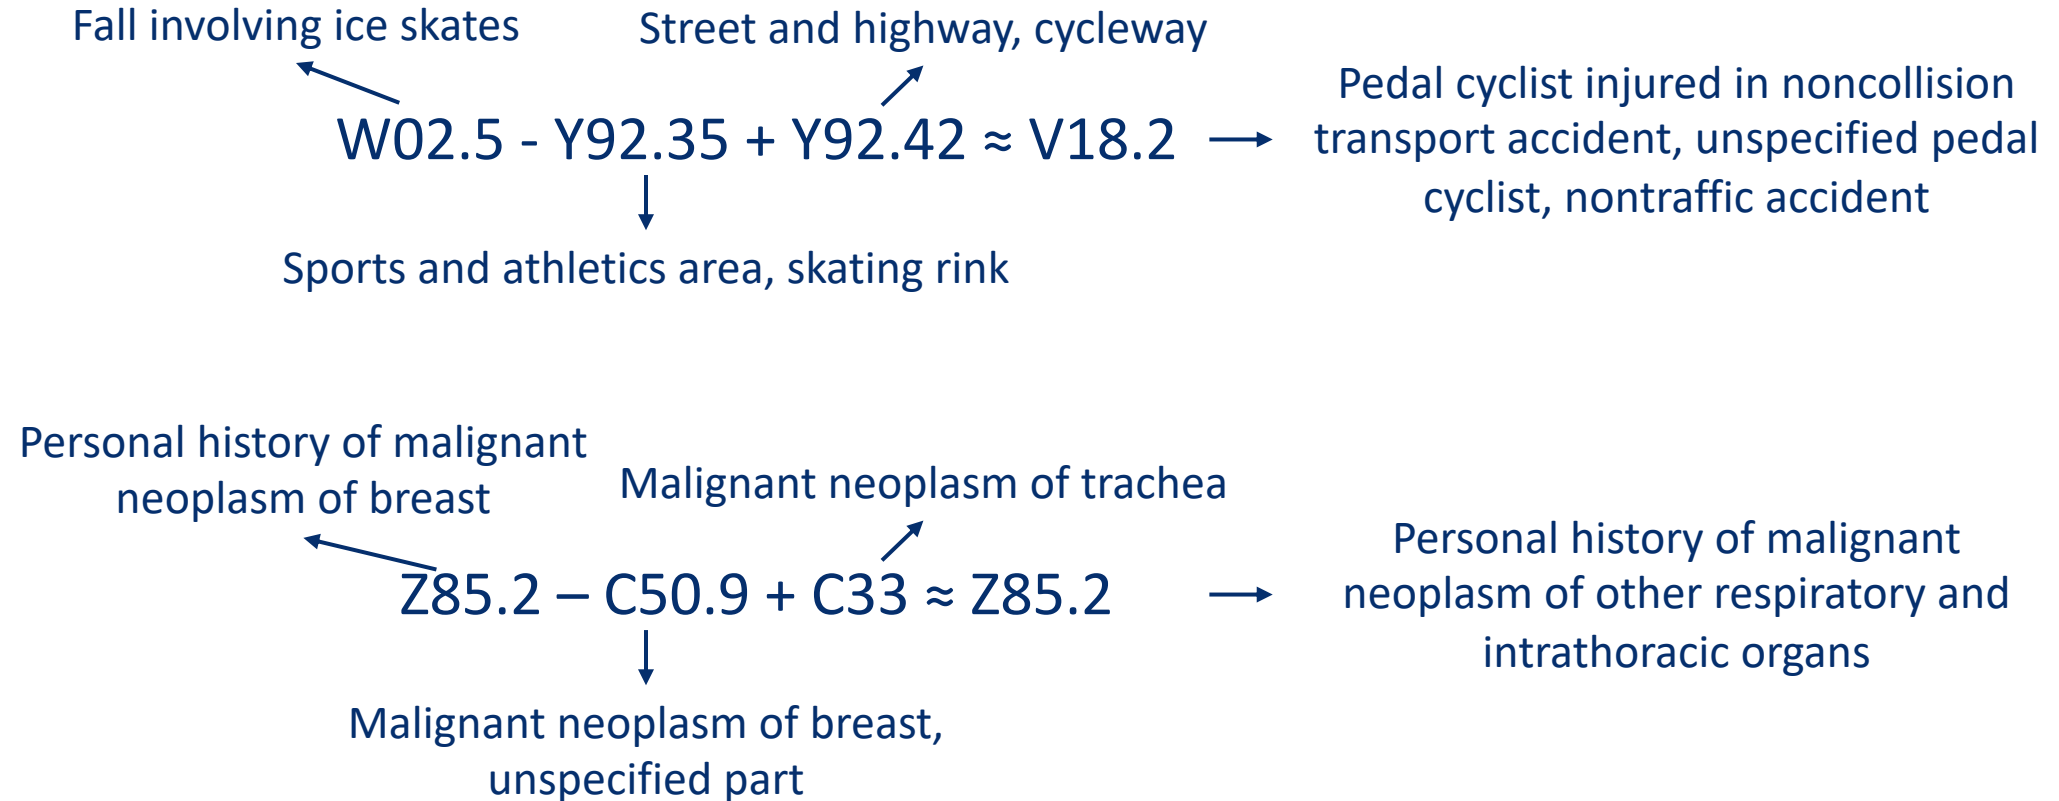 Fall involving ice skates
Street and highway, cycleway
W02.5 - Y92.35 + Y92.42 ≈ V18.2
Sports and athletics area, skating rink
Pedal cyclist injured in noncollision
transport accident, unspecified pedal
cyclist, nontraffic accident
Personal history of malignant
neoplasm of breast
Malignant neoplasm of trachea
Z85.2 – C50.9 + C33 ≈ Z85.2
Malignant neoplasm of breast,
unspecified part
Personal history of malignant
neoplasm of other respiratory and
intrathoracic organs